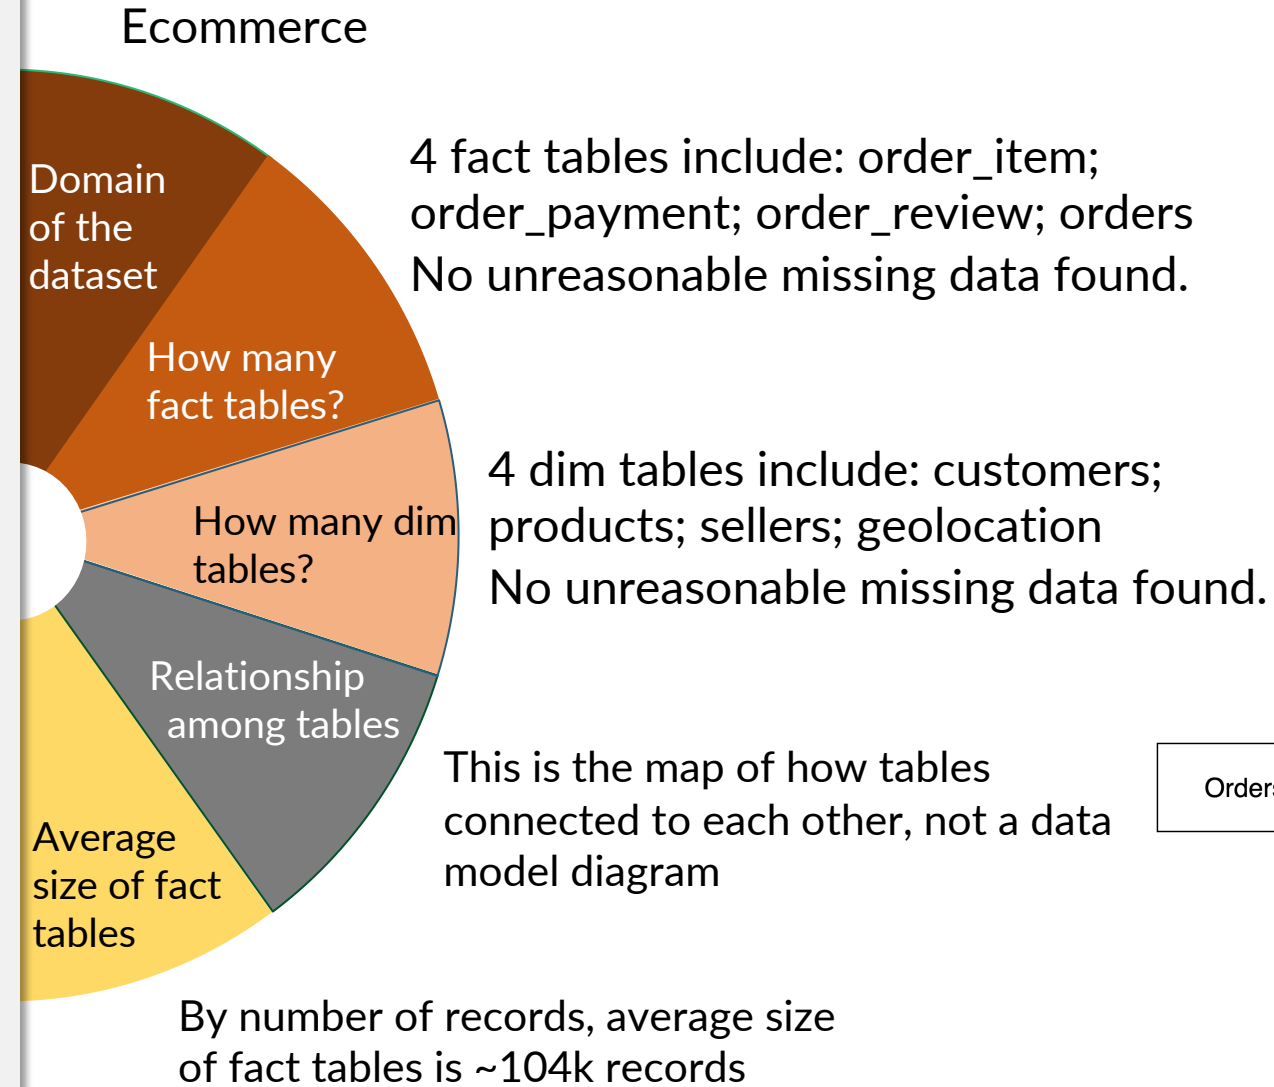 Ecommerce
Domain
of the
dataset
4 fact tables include: order_item;
order_payment; order_review; orders
No unreasonable missing data found.
How many
fact tables?
4 dim tables include: customers;
products; sellers; geolocation
No unreasonable missing data found.
How many dim
tables?
Relationship
among tables
This is the map of how tables
connected to each other, not a data
model diagram
Average
size of fact
tables
By number of records, average size
of fact tables is ~104k records